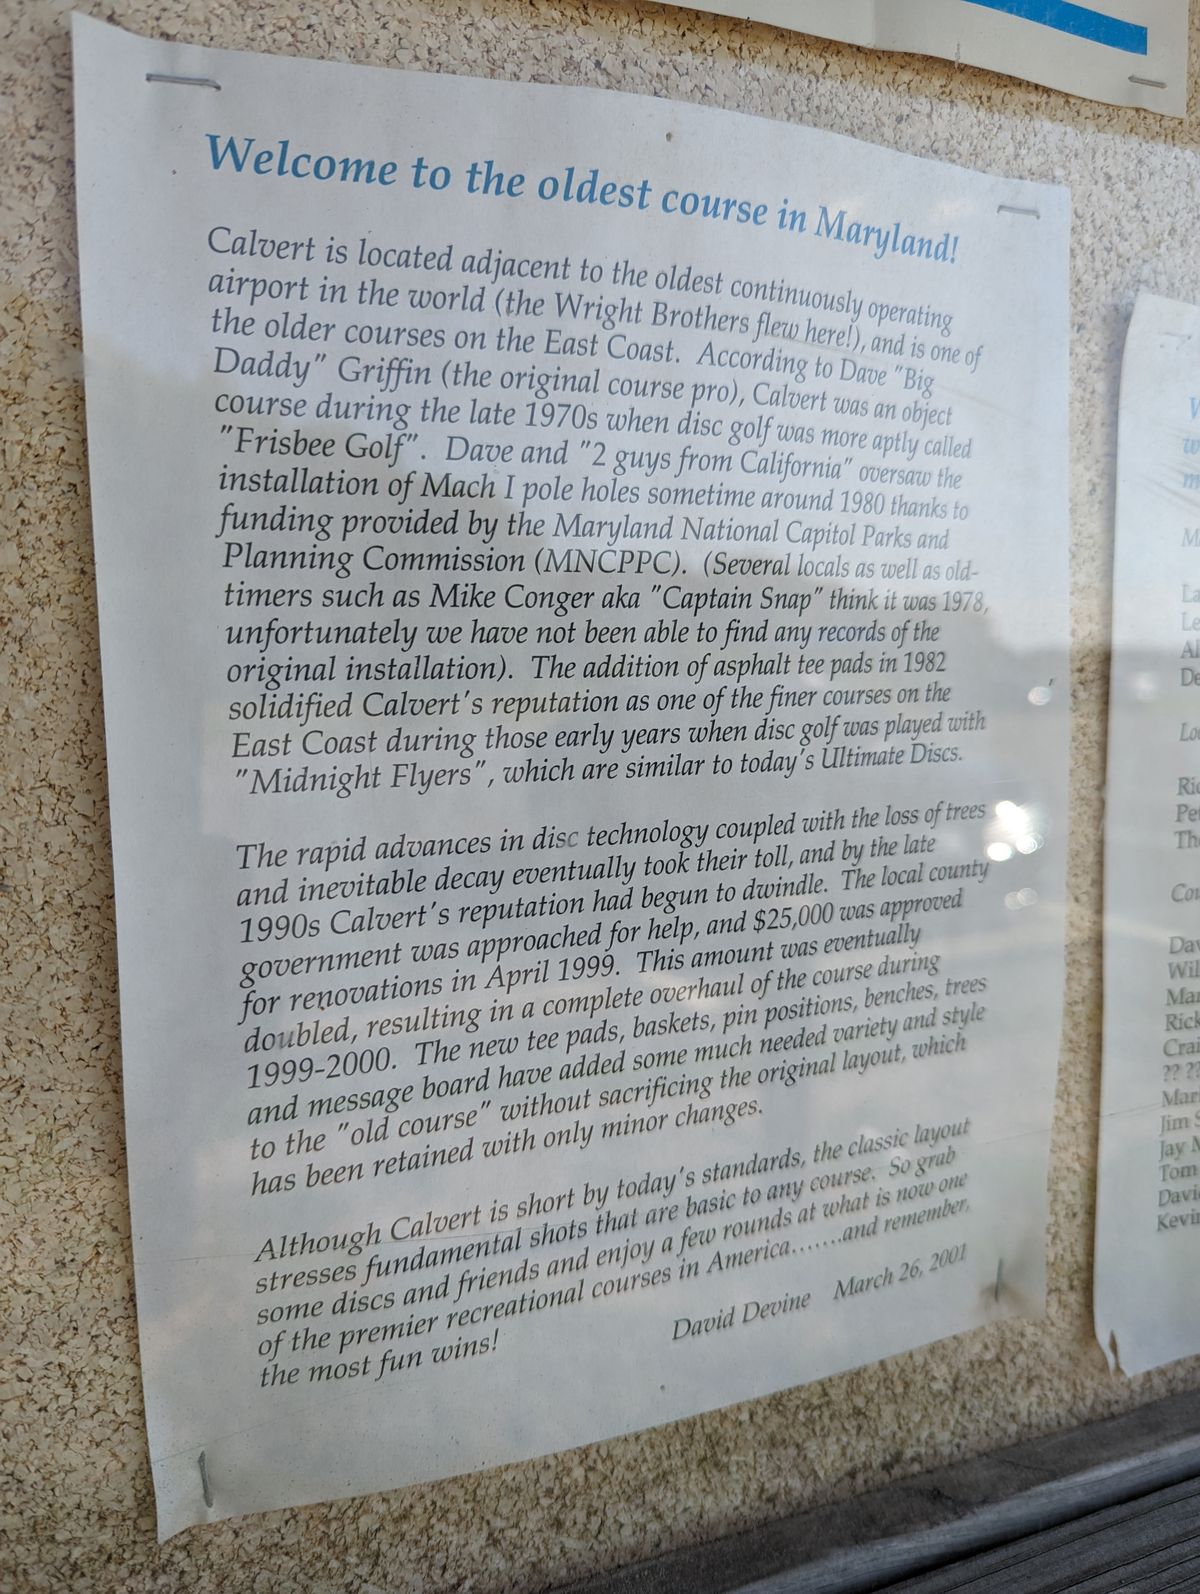 Welcome to the oldest course in Maryland!
Calvert is located adjacent to the oldest continuously operating
airport in the world (the Wright Brothers flew here!), and is one of
the older courses on the East Coast.  According to Dave "Big
Daddy" Griffin (the original course pro), Calvert was an object
course during the late 1970s when disc golf was more aptly called
"Frisbee Golf".  Dave and "2 guys from California" oversaw the
installation of Mach I pole holes sometime around 1980 thanks to
funding provided by the Maryland National Capitol Parks and
Planning Commission (MNCPPC).  (Several locals as well as old-
timers such as Mike Conger aka "Captain Snap" think it was 1978,
unfortunately we have not been able to find any records of the
original installation).  The addition of asphalt tee pads in 1982
solidified Calvert's reputation as one of the finer courses on the
East Coast during those early years when disc golf was played with
"Midnight Flyers", which are similar to today's Ultimate Discs.
The rapid advances in disc technology coupled with the loss of trees
and inevitable decay eventually took their toll, and by the late
1990s Calvert's reputation had begun to dwindle.  The local county
government was approached for help, and $25,000 was approved
for renovations in April 1999.  This amount was eventually
doubled, resulting in a complete overhaul of the course during
1999-2000.  The new tee pads, baskets, pin positions, benches, trees
and message board have added some much needed variety and style
to the "old course" without sacrificing the original layout, which
has been retained with only minor changes.
Although Calvert is short by today's standards, the classic layout
stresses fundamental shots that are basic to any course.  So grab
some discs and friends and enjoy a few rounds at what is now one
of the premier recreational courses in America.......and remember,
the most fun wins!
David Devine    March 26, 2001
Rick
?? ??
Jim
Jay
Tom